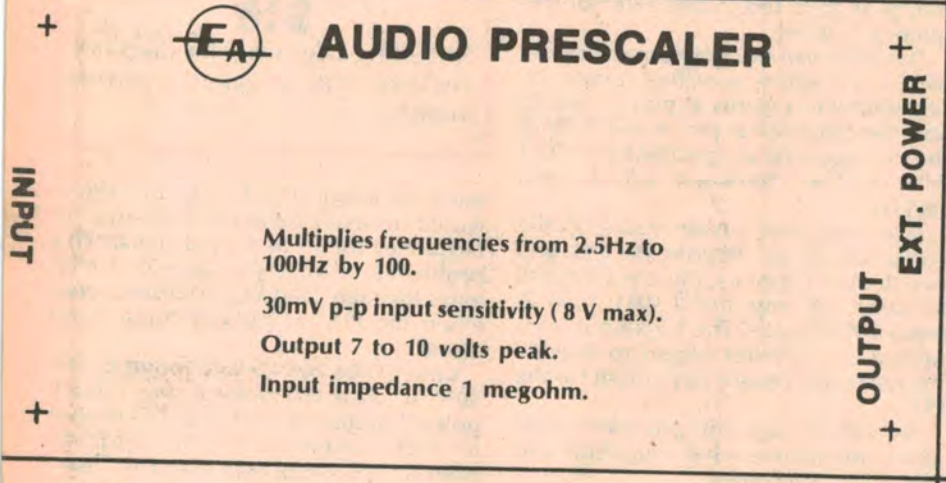 EA AUDIO PRESCALER
INPUT
Multiplies frequencies from 2.5Hz to
100Hz by 100.
30mV p-p input sensitivity ( 8 V max).
Output 7 to 10 volts peak.
Input impedance 1 megohm.
OUTPUT
EXT. POWER